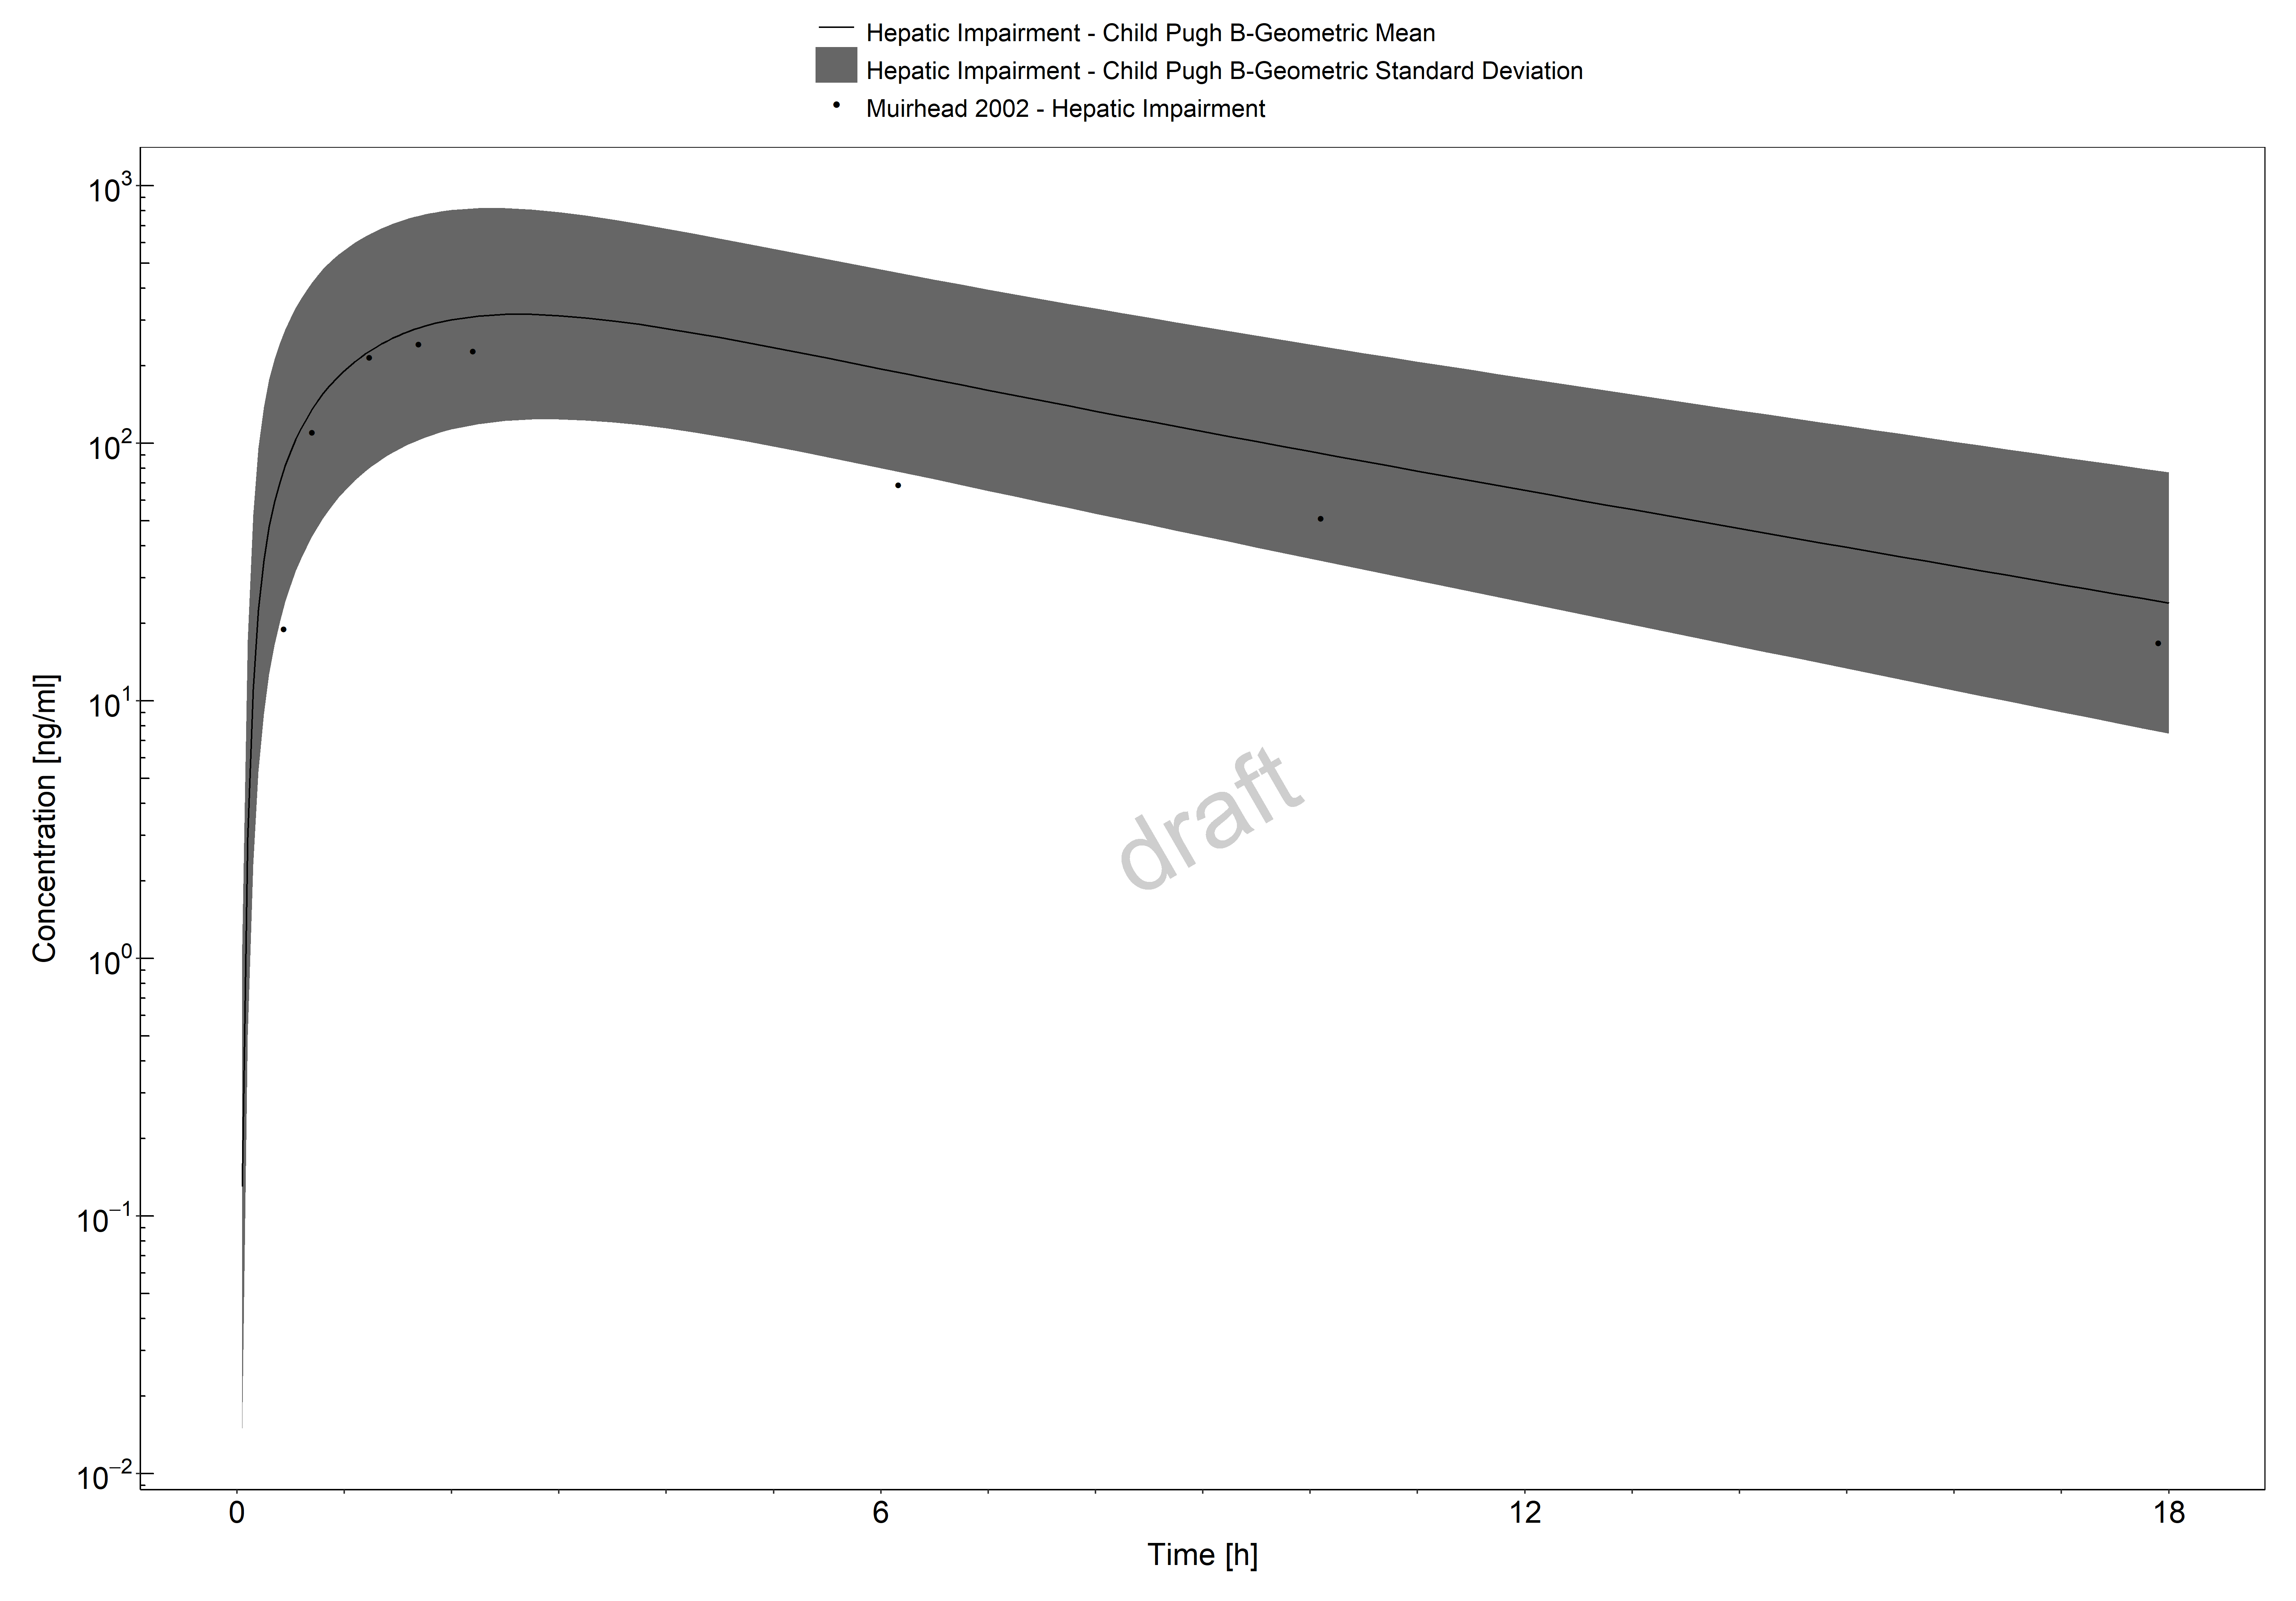 Hepatic Impairment - Child Pugh B-Geometric Mean
Hepatic Impairment - Child Pugh B-Geometric Standard Deviation
Muirhead 2002 - Hepatic Impairment
10³
10²
10¹
10⁰
10⁻¹
10⁻²
Concentration [ng/ml]
draft
0 6 12 18
Time [h]